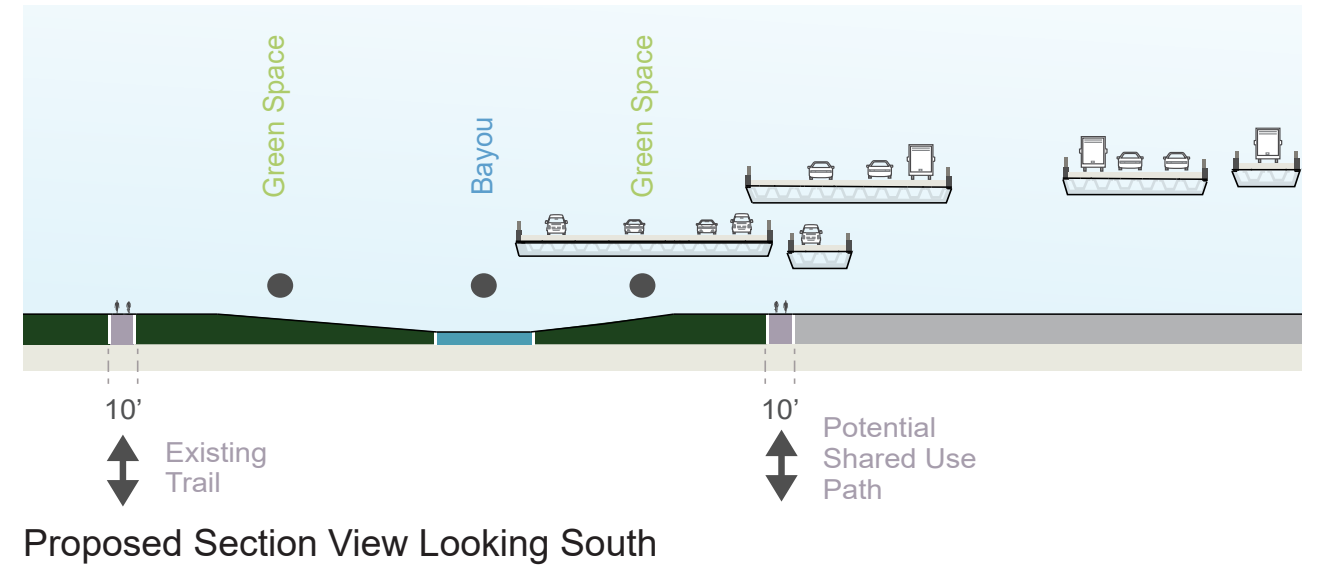 Green Space
Bayou
Green Space
10’
Existing
Trail
10’
Potential
Shared Use
Path
Proposed Section View Looking South